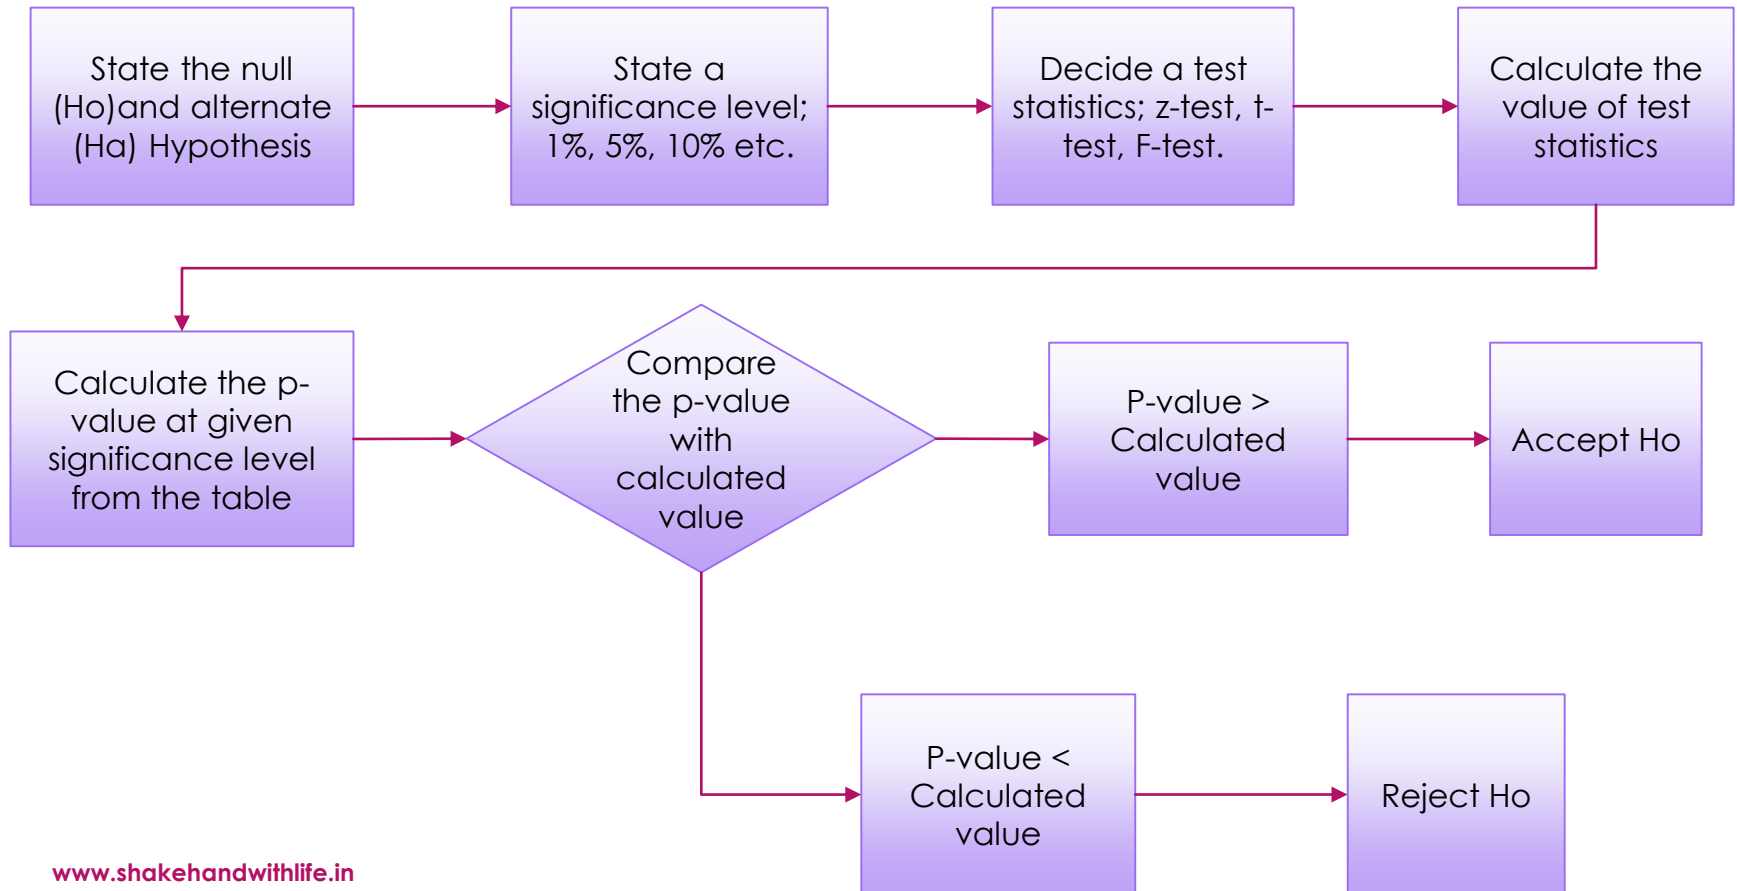 State the null
(Ho)and alternate
(Ha) Hypothesis
State a
significance level;
1%, 5%, 10% etc.
Decide a test
statistics; z-test, t-
test, F-test.
Calculate the
value of test
statistics
Calculate the p-
value at given
significance level
from the table
Compare
the p-value
with
calculated
value
P-value >
Calculated
value
Accept Ho
P-value <
Calculated
value
Reject Ho
www.shakehandwithlife.in